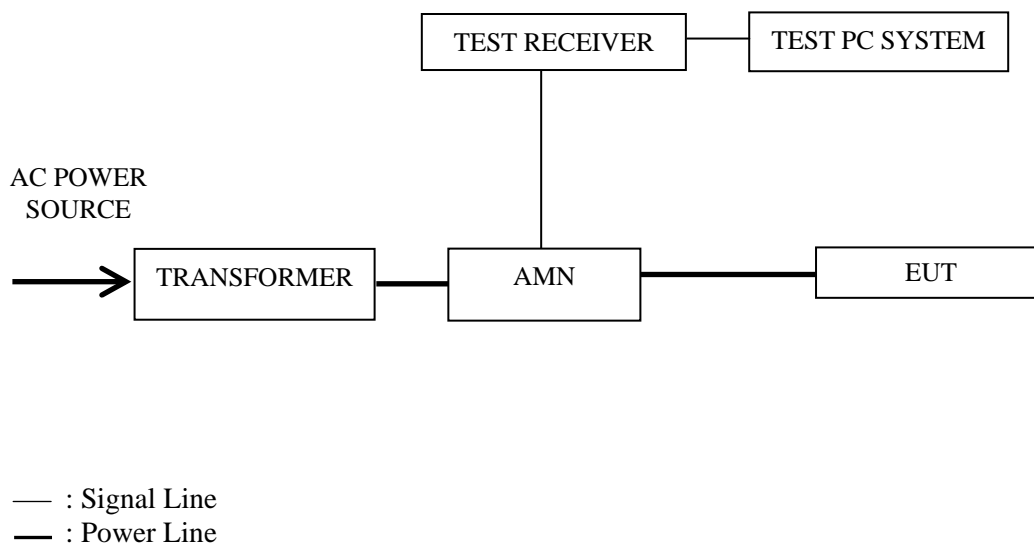 TEST RECEIVER
TEST PC SYSTEM
AC POWER
SOURCE
TRANSFORMER
AMN
EUT
: Signal Line
: Power Line